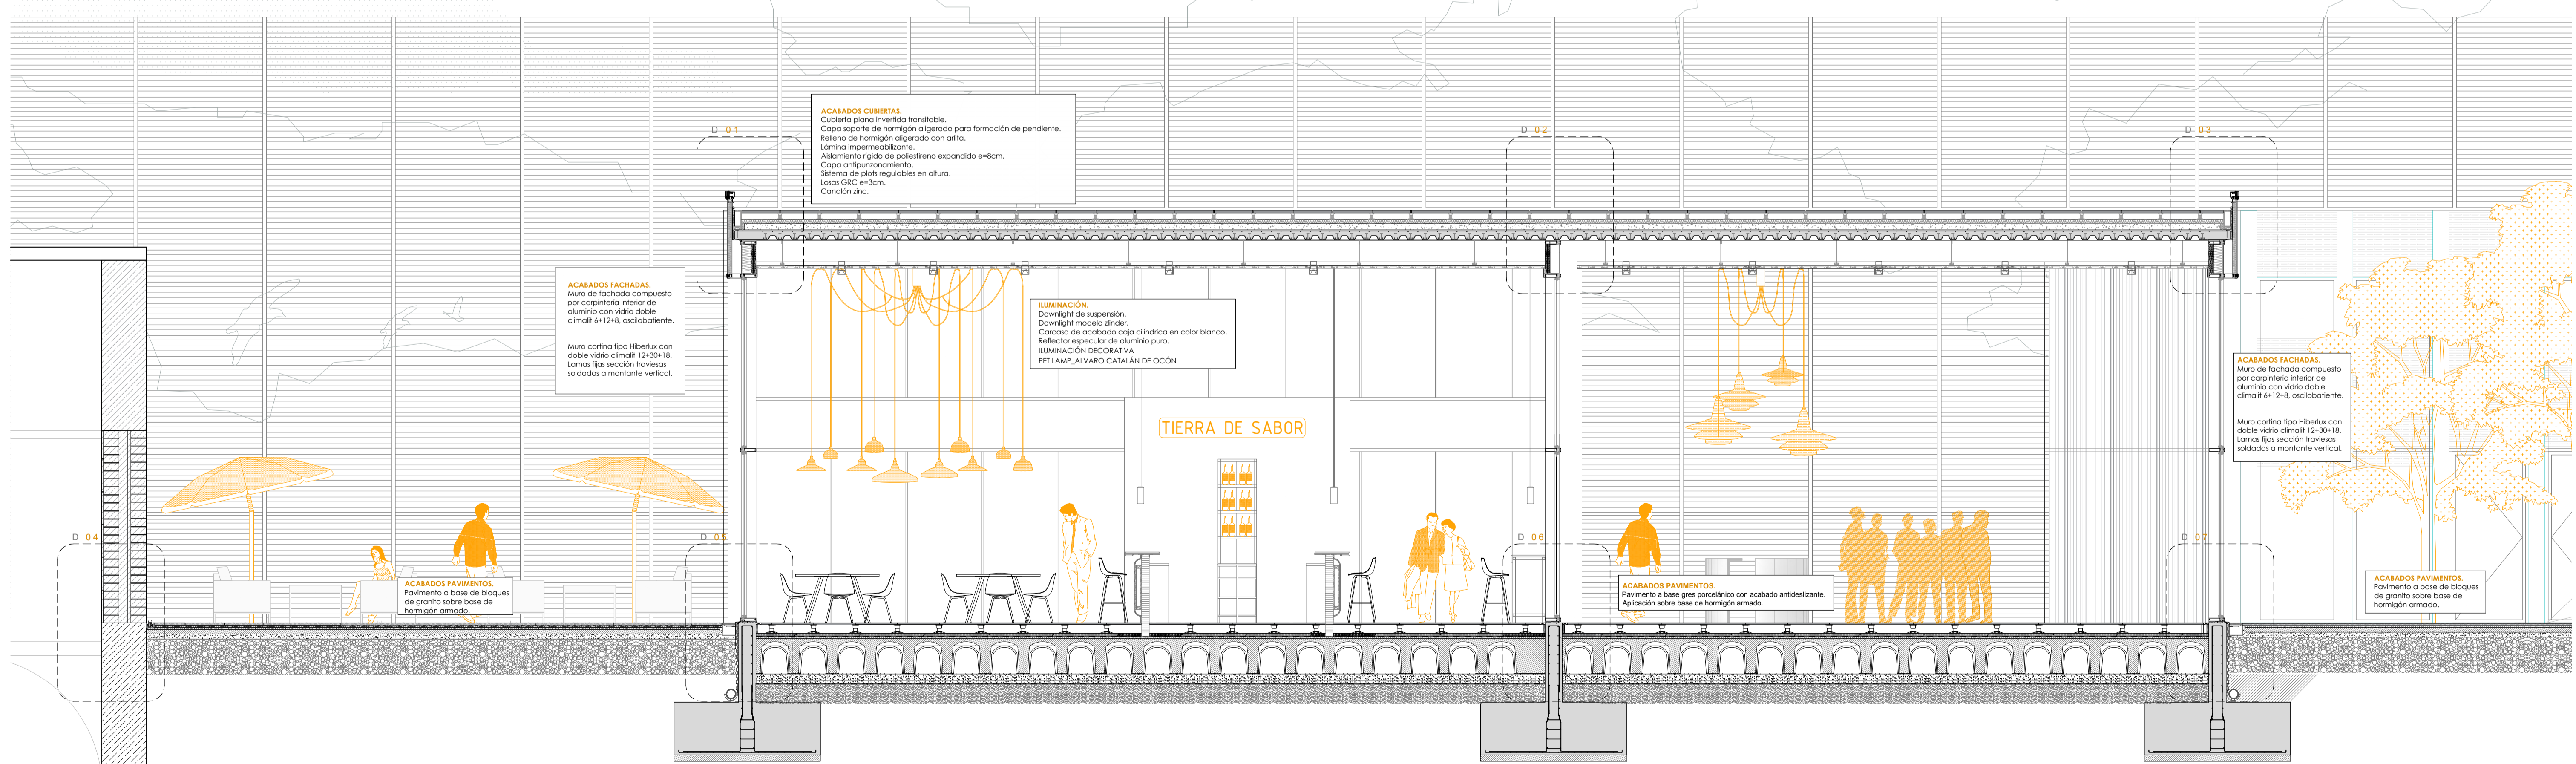 D 01
ACABADOS CUBIERTAS.
Cubierta plana invertida transitable.
Capa soporte de hormigón aligerado para formación de pendiente.
Relleno de hormigón aligerado con arlita.
Lámina impermeabilizante.
Aislamiento rígido de poliestireno expandido e=8cm.
Capa antipunzonamiento.
Sistema de plots regulables en altura.
Losas GRC e=3cm.
Canalón zinc.
D 02
D 03
ACABADOS FACHADAS.
Muro de fachada compuesto
por carpintería interior de
aluminio con vidrio doble
climalit 6+12+8, oscilobatiente.
Muro cortina tipo Hiberlux con
doble vidrio climalit 12+30+18.
Lamas fijas sección traviesas
soldadas a montante vertical.
ILUMINACIÓN.
Downlight de suspensión.
Downlight modelo zlinder.
Carcasa de acabado caja cilíndrica en color blanco.
Reflector especular de aluminio puro.
ILUMINACIÓN DECORATIVA
PET LAMP_ALVARO CATALÁN DE OCÓN
ACABADOS FACHADAS.
Muro de fachada compuesto
por carpintería interior de
aluminio con vidrio doble
climalit 6+12+8, oscilobatiente.
Muro cortina tipo Hiberlux con
doble vidrio climalit 12+30+18.
Lamas fijas sección traviesas
soldadas a montante vertical.
TIERRA DE SABOR
D 04
D 05
D 06
D 07
ACABADOS PAVIMENTOS.
Pavimento a base de bloques
de granito sobre base de
hormigón armado.
ACABADOS PAVIMENTOS.
Pavimento a base gres porcelánico con acabado antideslizante.
Aplicación sobre base de hormigón armado.
ACABADOS PAVIMENTOS.
Pavimento a base de bloques
de granito sobre base de
hormigón armado.